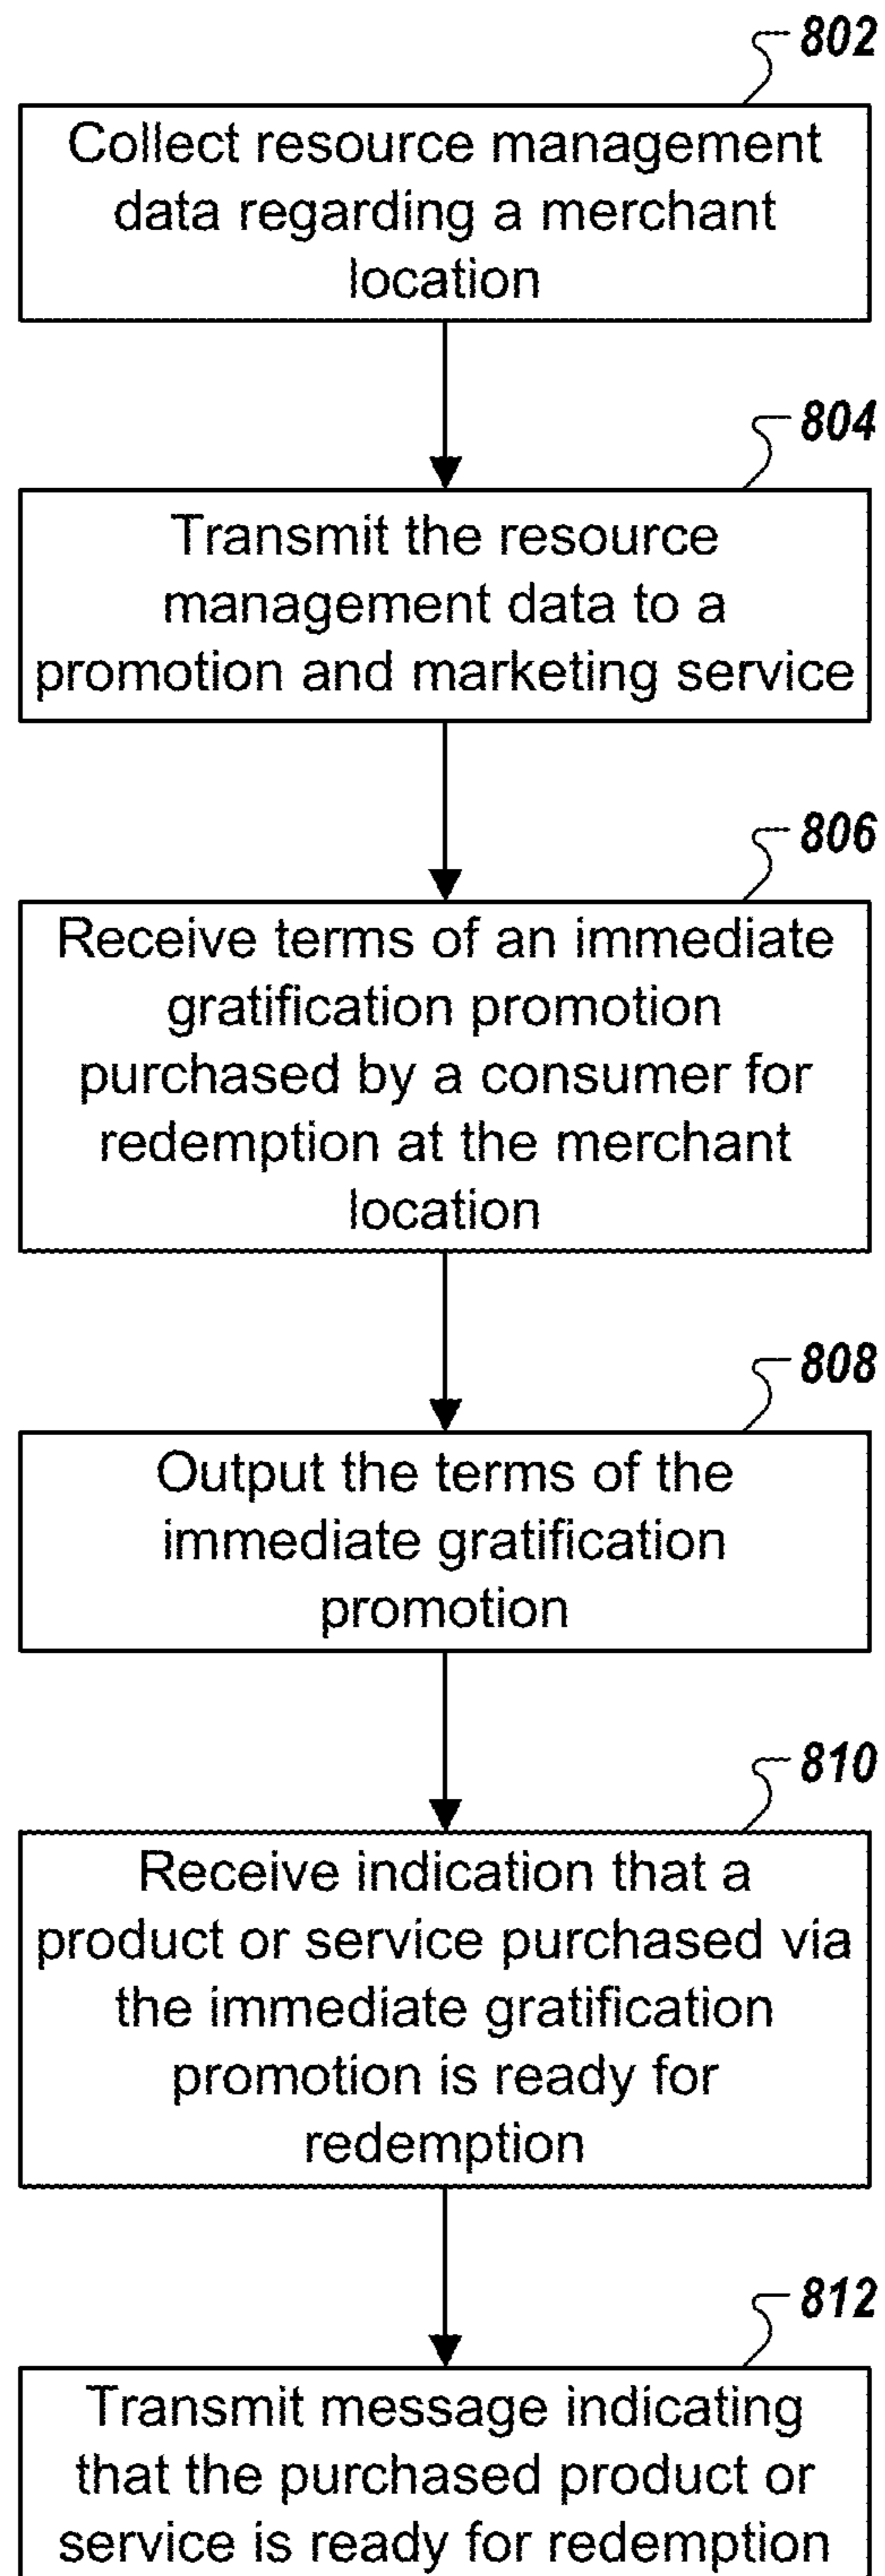 802
Collect resource management
data regarding a merchant
location
804
Transmit the resource
management data to a
promotion and marketing service
806
Receive terms of an immediate
gratification promotion
purchased by a consumer for
redemption at the merchant
location
808
Output the terms of the
immediate gratification
promotion
810
Receive indication that a
product or service purchased via
the immediate gratification
promotion is ready for
redemption
812
Transmit message indicating
that the purchased product or
service is ready for redemption